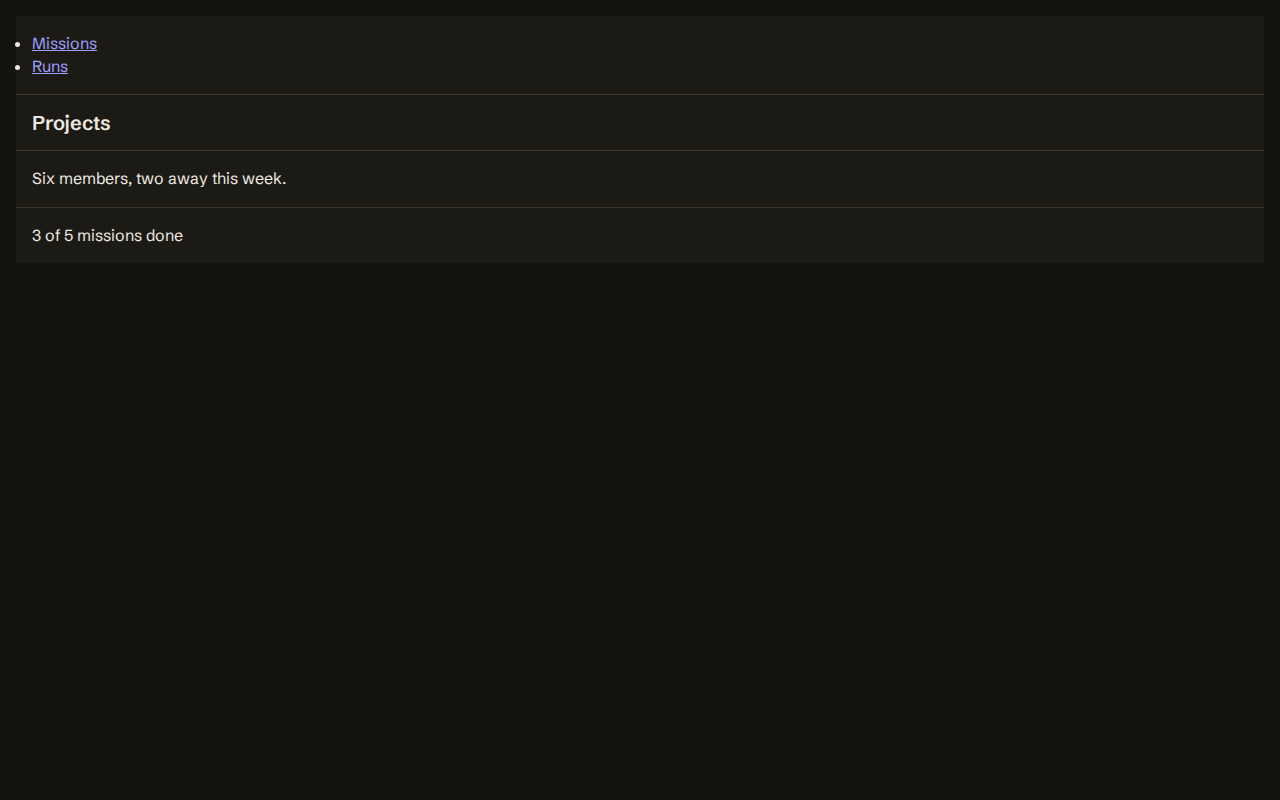 Missions
Runs
Projects
Six members, two away this week.
3 of 5 missions done